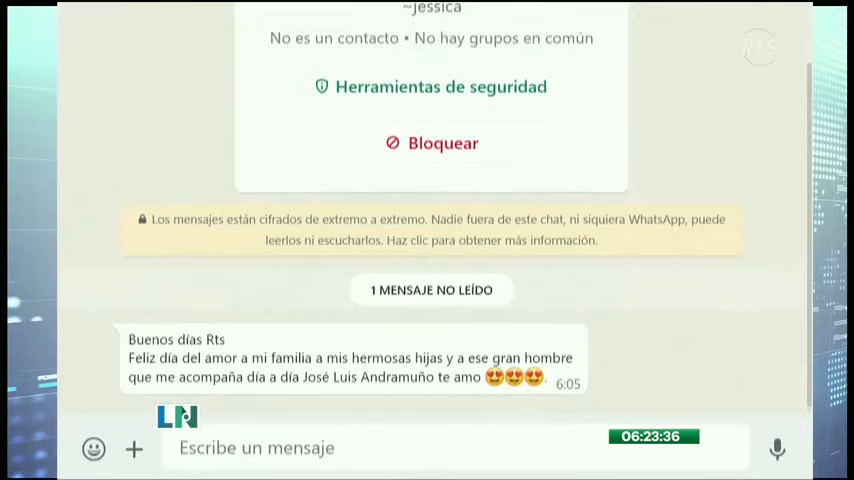 ~jessica
No es un contacto • No hay grupos en común
RTS
Herramientas de seguridad
Bloquear
Los mensajes están cifrados de extremo a extremo. Nadie fuera de este chat, ni siquiera WhatsApp, puede
leerlos ni escucharlos. Haz clic para obtener más información.
1 MENSAJE NO LEÍDO
Buenos días Rts
Feliz día del amor a mi familia a mis hermosas hijas y a ese gran hombre
que me acompaña día a día José Luis Andramuño te amo 😍😍😍.
6:05
LN
06:23:36
Escribe un mensaje